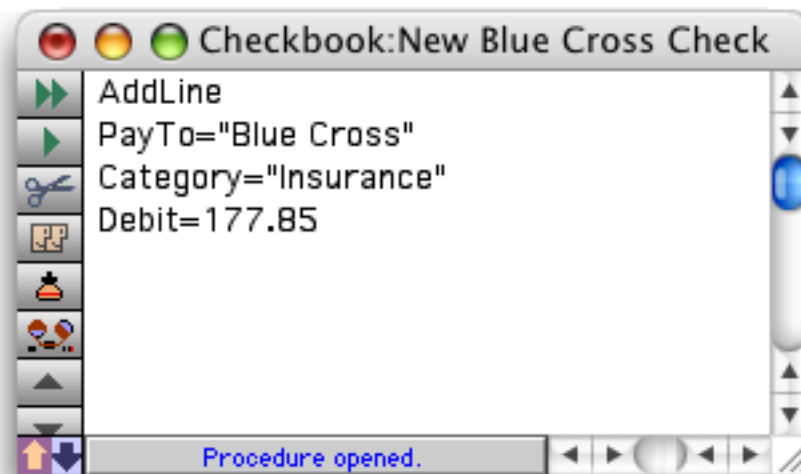 Checkbook:New Blue Cross Check
AddLine
PayTo="Blue Cross"
Category="Insurance"
Debit=177.85
Procedure opened.